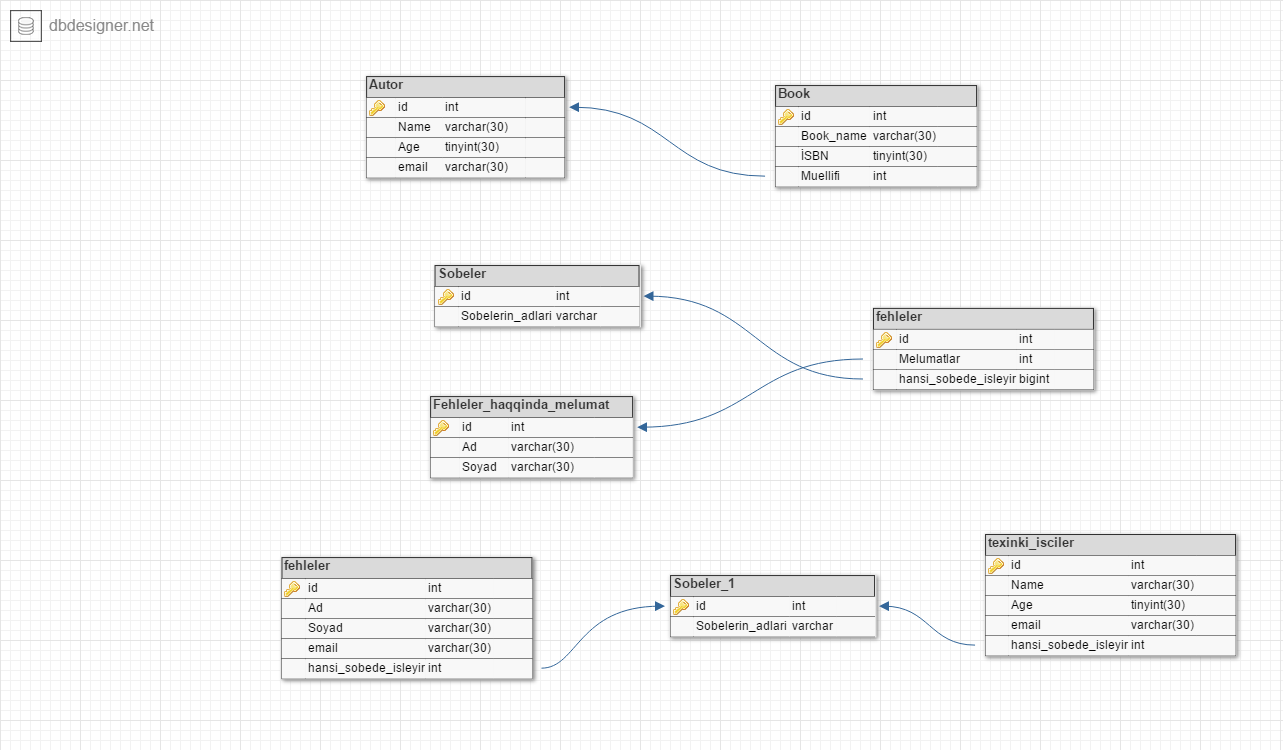 dbdesigner.net
Autor
id int
Name varchar(30)
Age tinyint(30)
email varchar(30)
Book
id int
Book_name varchar(30)
İSBN tinyint(30)
Muellifi int
Sobeler
id int
Sobelerin_adlari varchar
fehleler
id int
Melumatlar int
hansi_sobede_isleyir bigint
Fehleler_haqqinda_melumat
id int
Ad varchar(30)
Soyad varchar(30)
fehleler
id int
Ad varchar(30)
Soyad varchar(30)
email varchar(30)
hansi_sobede_isleyir int
Sobeler_1
id int
Sobelerin_adlari varchar
texinki_isciler
id int
Name varchar(30)
Age tinyint(30)
email varchar(30)
hansi_sobede_isleyir int